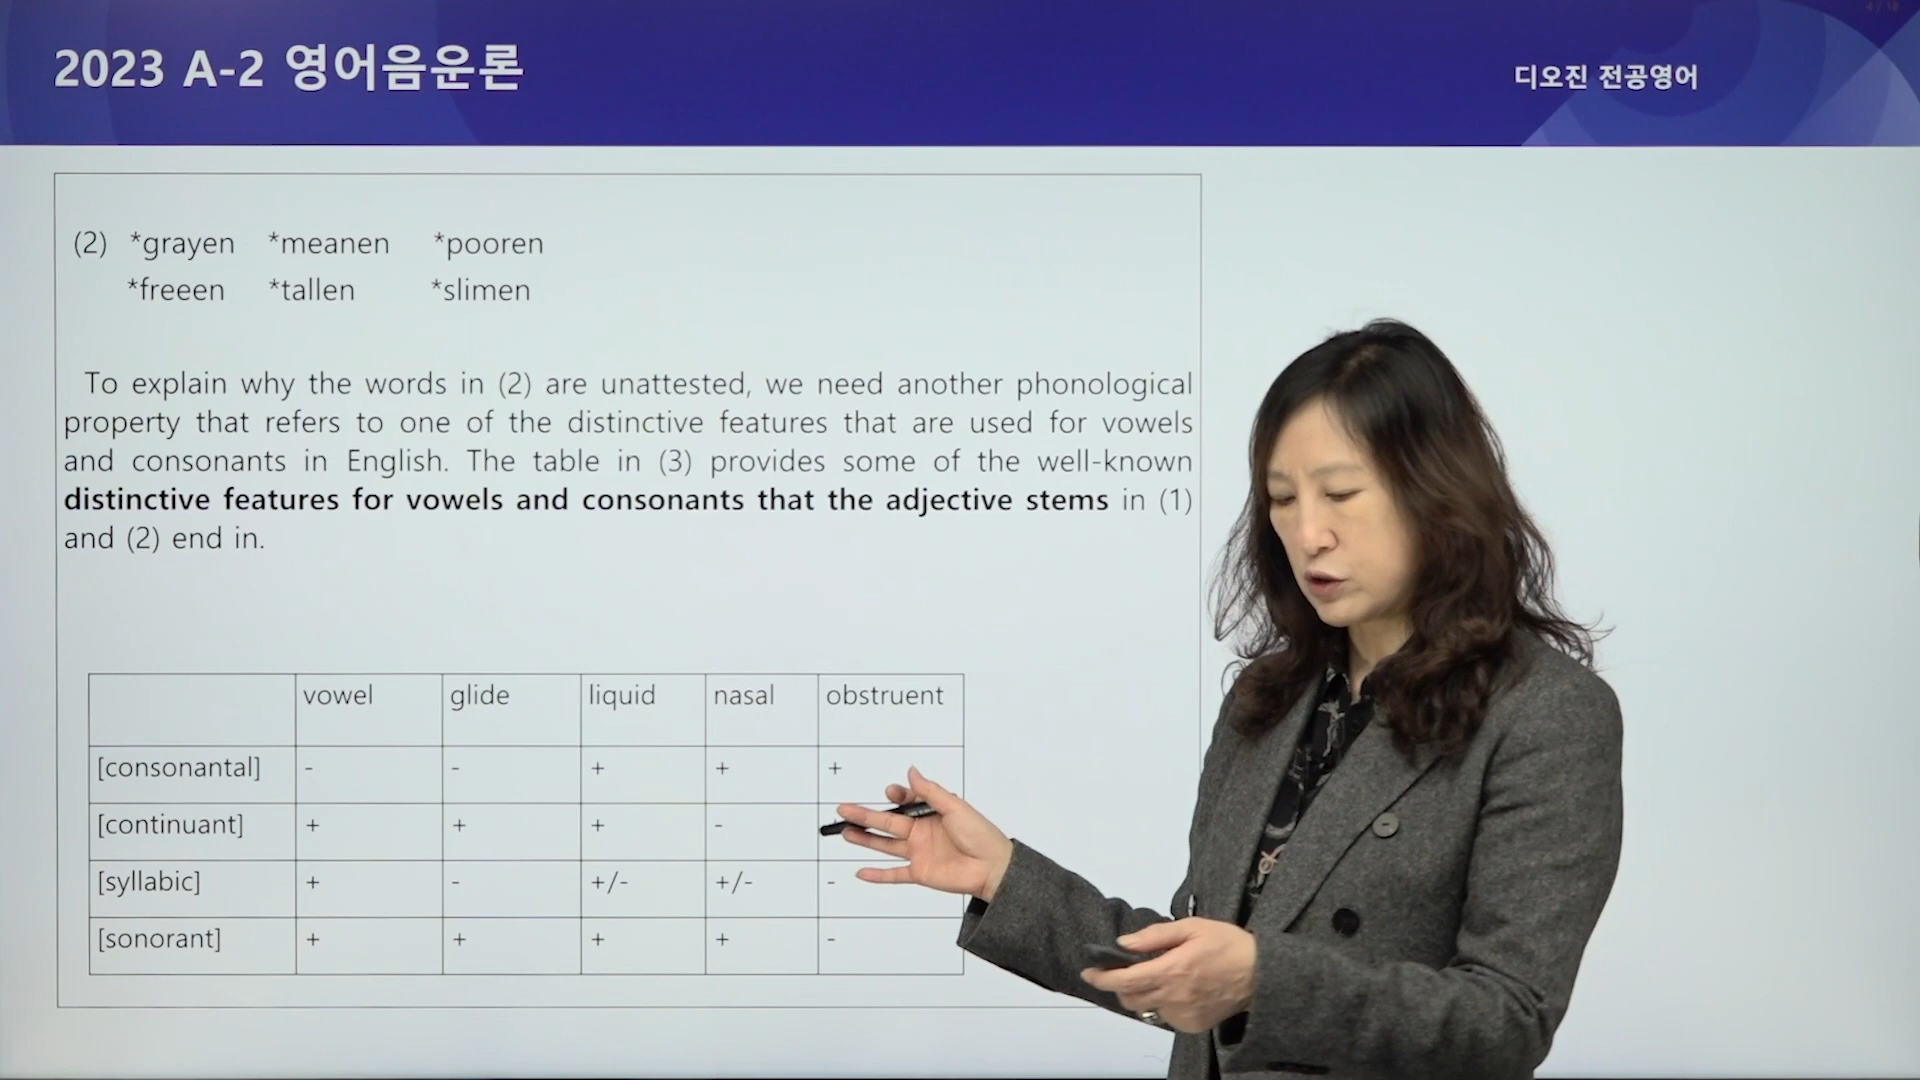 4 / 18
2023 A-2 영어음운론
디오진 전공영어
(2) *grayen *meanen *pooren
*freeen *tallen *slimen
To explain why the words in (2) are unattested, we need another phonological
property that refers to one of the distinctive features that are used for vowels
and consonants in English. The table in (3) provides some of the well-known
distinctive features for vowels and consonants that the adjective stems in (1)
and (2) end in.
vowel glide liquid nasal obstruent
[consonantal] - - + + +
[continuant] + + + -
[syllabic] + - +/- +/- -
[sonorant] + + + + -